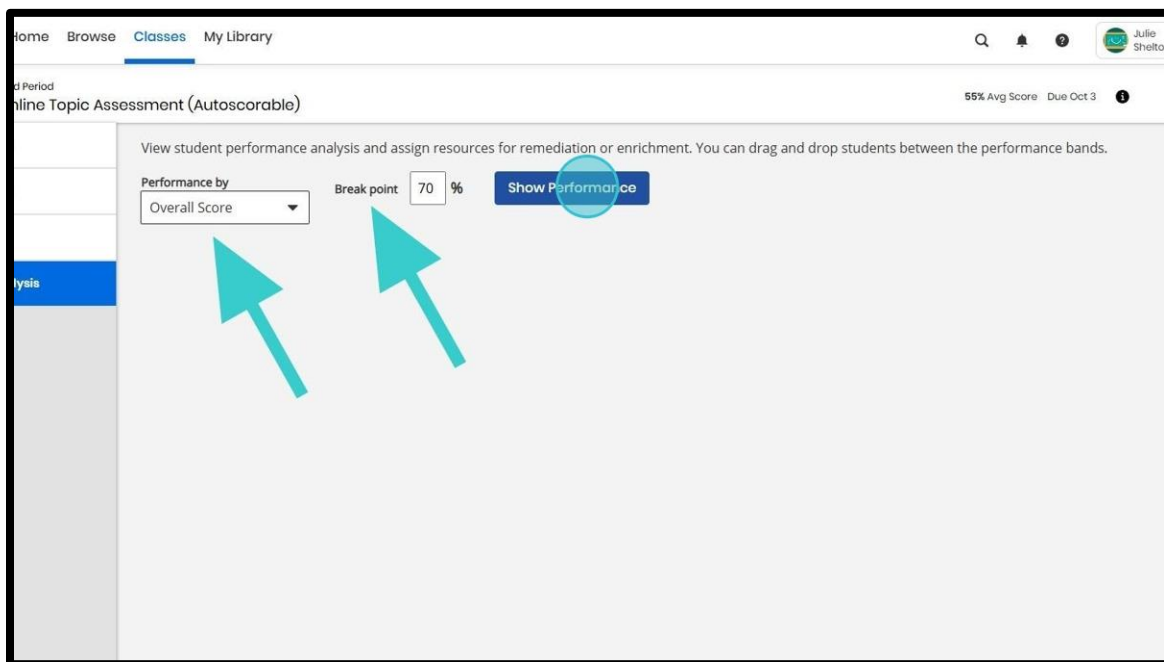 Home Browse Classes My Library
Julie
Shelto
d Period
nline Topic Assessment (Autoscorable)
55% Avg Score Due Oct 3
View student performance analysis and assign resources for remediation or enrichment. You can drag and drop students between the performance bands.
Performance by
Overall Score
Break point 70 %
Show Performance
lysis